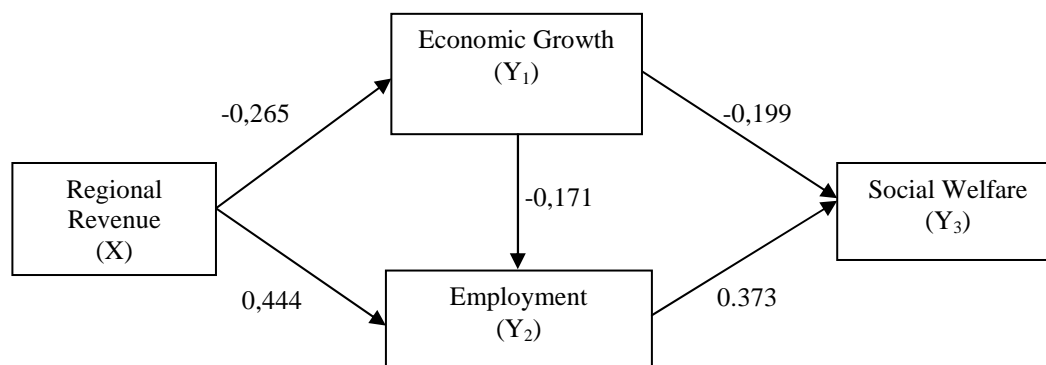 Economic Growth
(Y₁)
-0,265
-0,199
Regional
Revenue
(X)
-0,171
Social Welfare
(Y₃)
0,444
Employment
(Y₂)
0.373